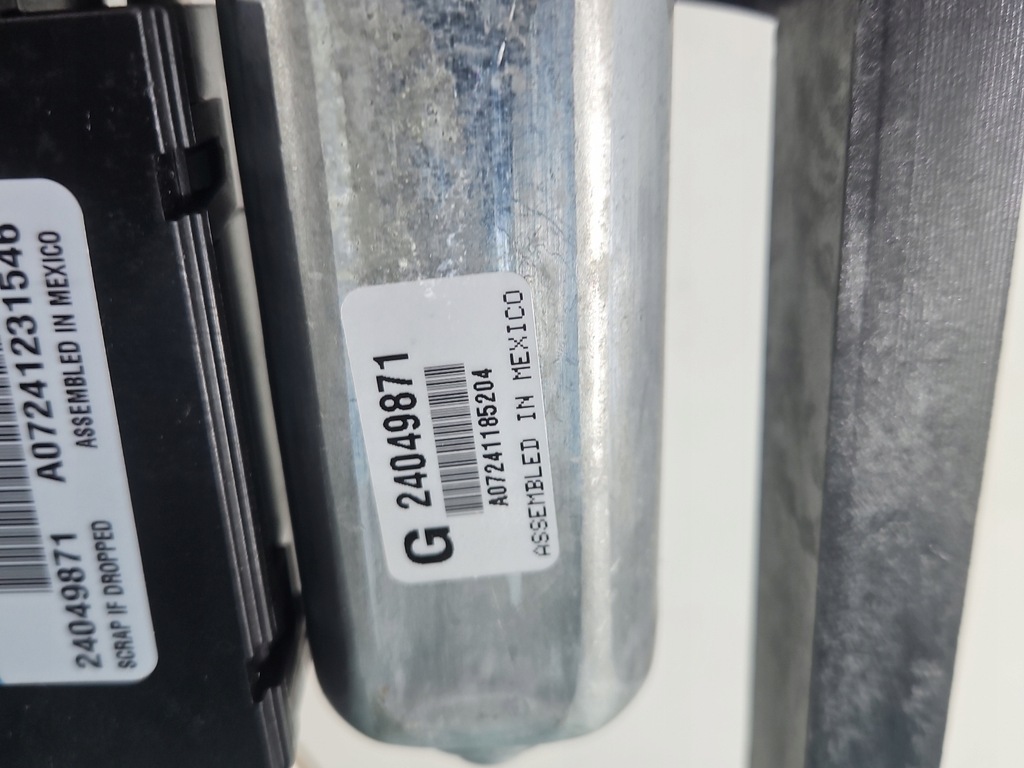 A07241231546
ASSEMBLED IN MEXICO
24049871
SCRAP IF DROPPED
G 24049871
A07241185204
ASSEMBLED IN MEXICO